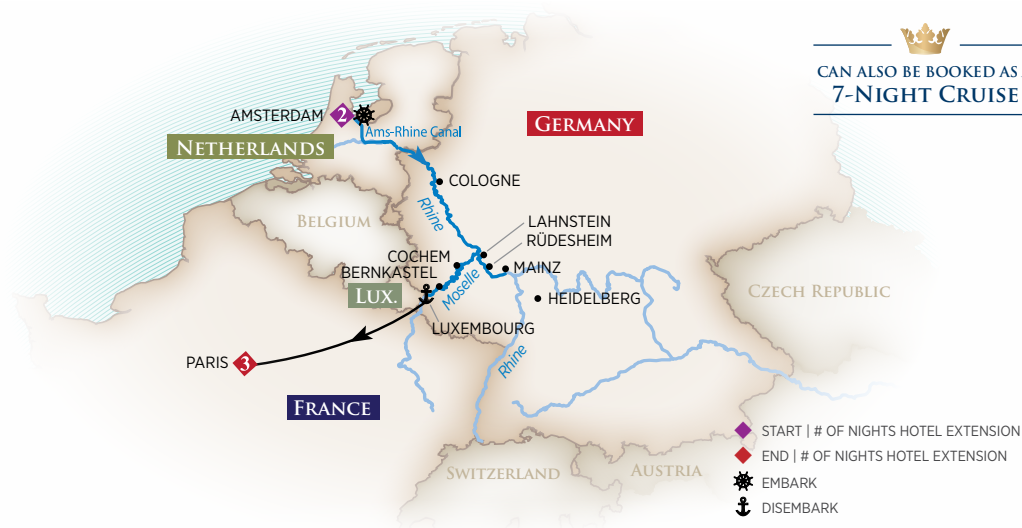 CAN ALSO BE BOOKED AS
7-NIGHT CRUISE
AMSTERDAM
2
Ams-Rhine Canal
GERMANY
NETHERLANDS
COLOGNE
Rhine
BELGIUM
LAHNSTEIN
RÜDESHEIM
COCHEM
MAINZ
BERNKASTEL
Moselle
LUX.
HEIDELBERG
CZECH REPUBLIC
LUXEMBOURG
PARIS
3
Rhine
FRANCE
START | # OF NIGHTS HOTEL EXTENSION
END | # OF NIGHTS HOTEL EXTENSION
SWITZERLAND
AUSTRIA
EMBARK
DISEMBARK